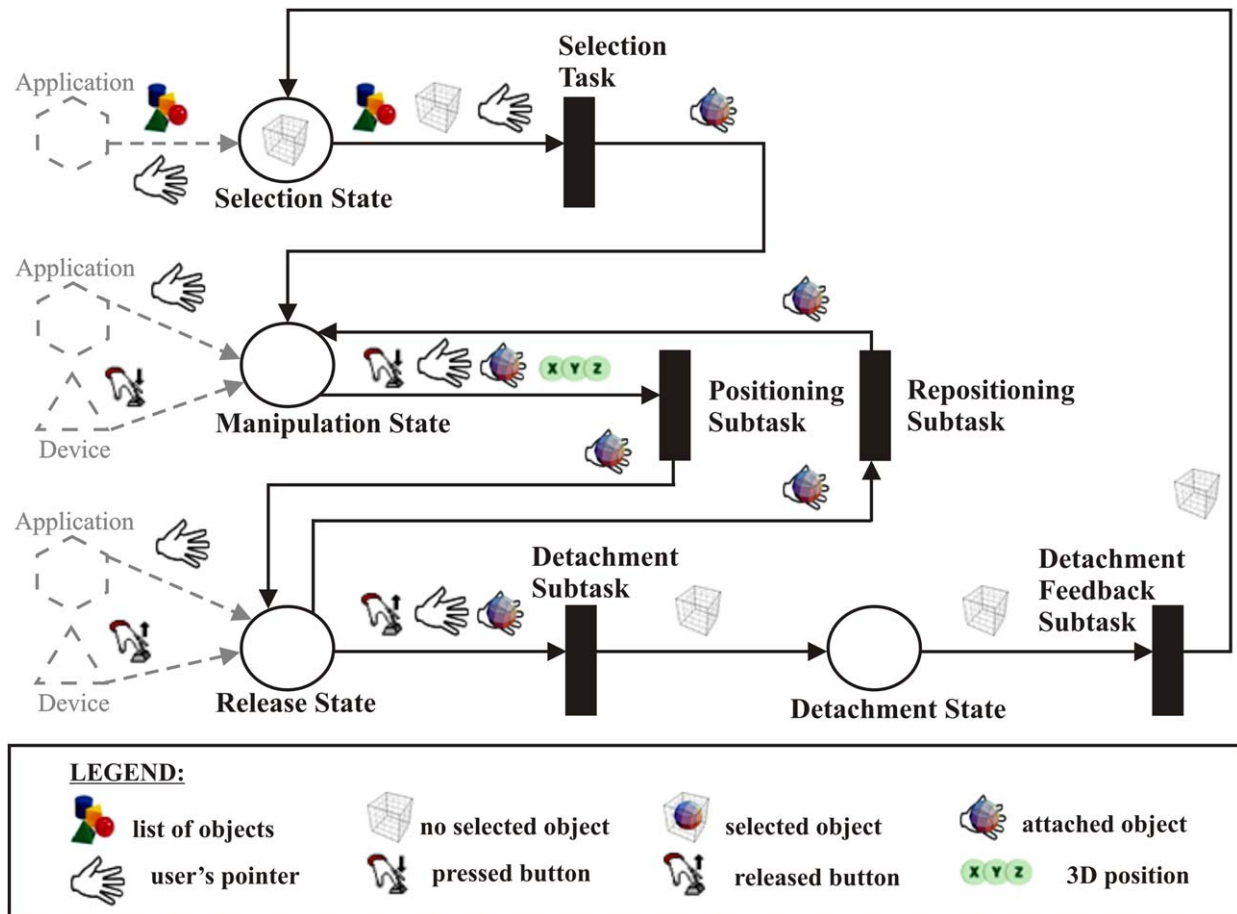 Selection
Task
Application
Selection State
Application
X Y Z
Positioning
Subtask
Repositioning
Subtask
Manipulation State
Device
Application
Detachment
Subtask
Detachment
Feedback
Subtask
Release State
Device
Detachment State
LEGEND:
list of objects
no selected object
selected object
attached object
user's pointer
pressed button
released button
X Y Z
3D position